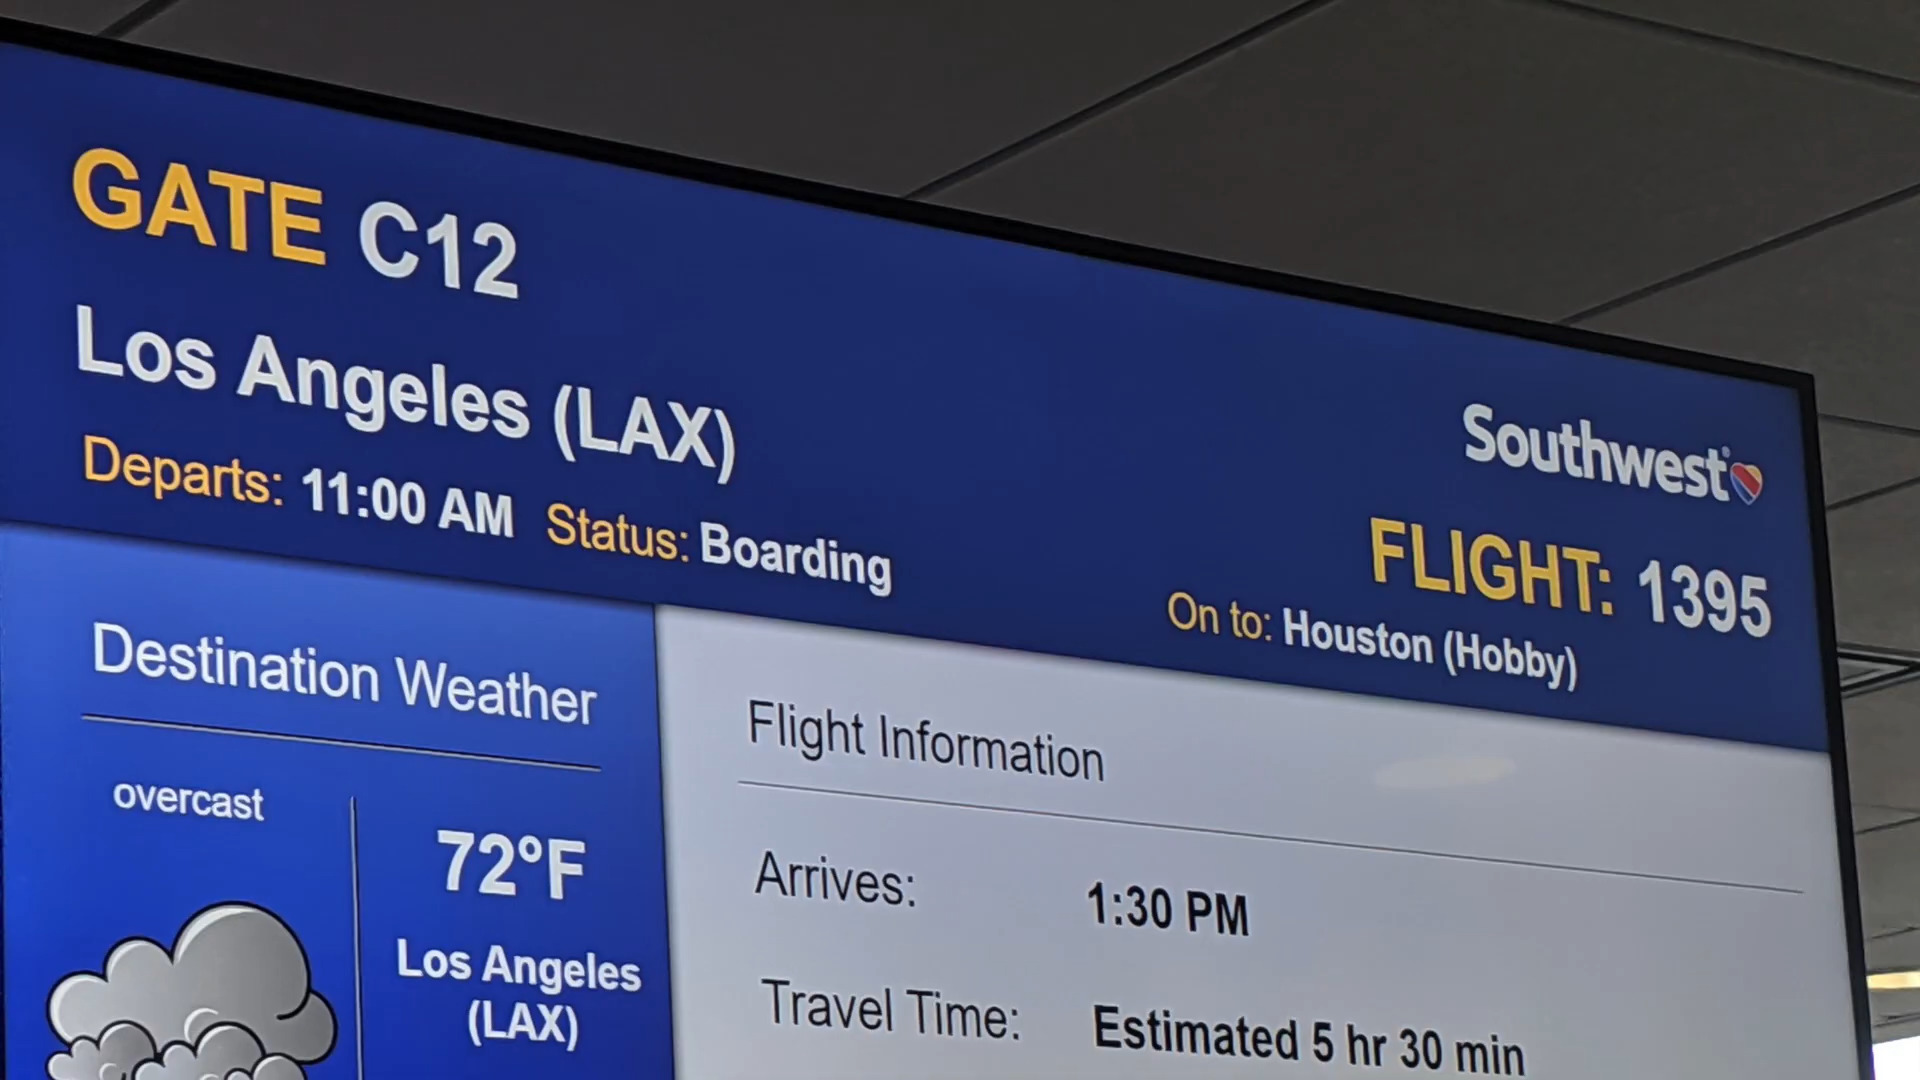 GATE C12
Los Angeles (LAX)
Departs: 11:00 AM Status: Boarding
Southwest®
FLIGHT: 1395
On to: Houston (Hobby)
Destination Weather
overcast
72°F
Los Angeles
(LAX)
Flight Information
Arrives: 1:30 PM
Travel Time: Estimated 5 hr 30 min